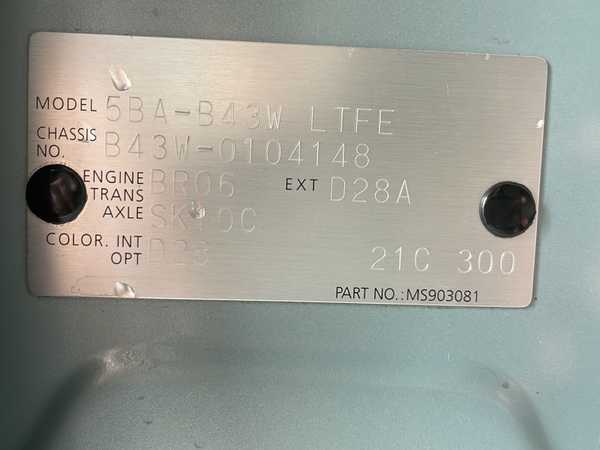 MODEL 5BA-B43W LTFE
CHASSIS NO. B43W-0104148
ENGINE BR06 EXT D28A
TRANS AXLE
COLOR. INT
OPT 21C 300
PART NO.:MS903081